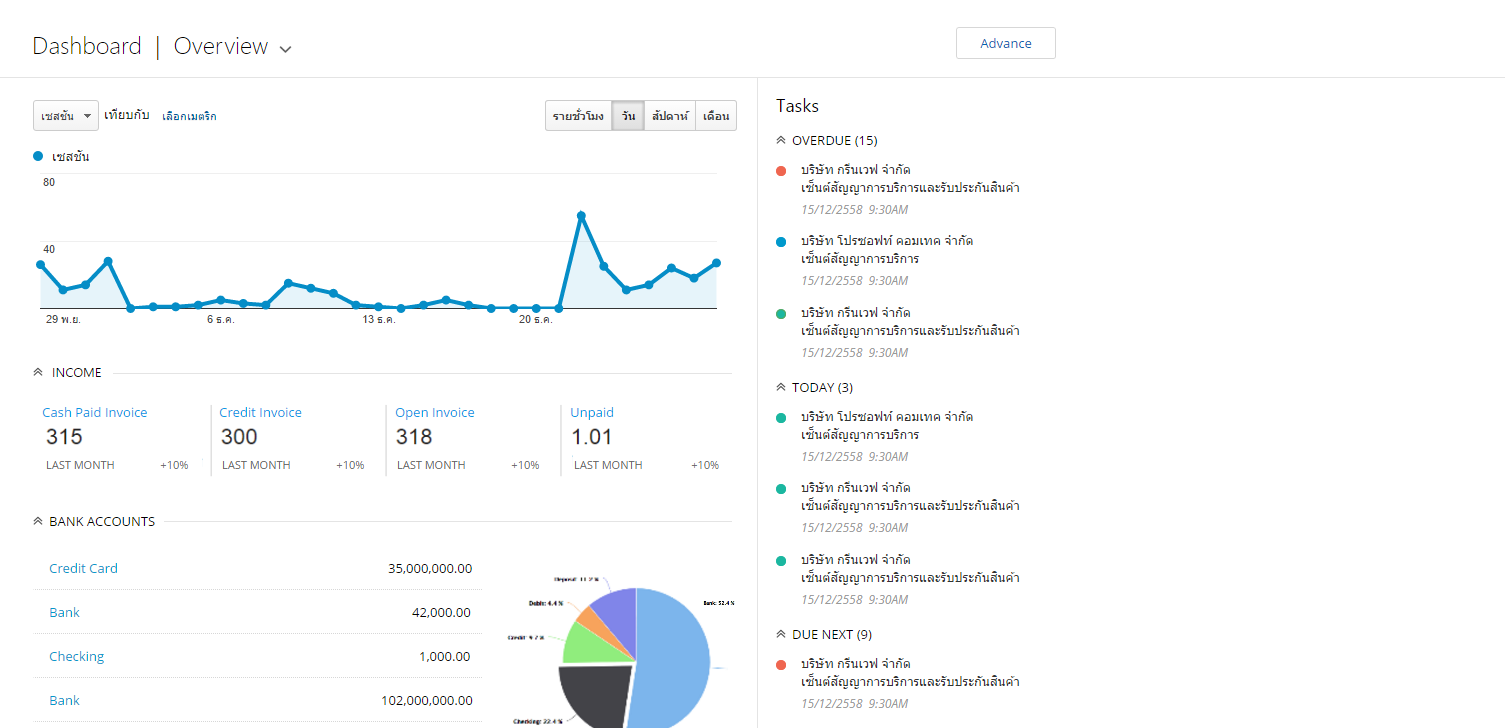 Dashboard | Overview
Advance
เซสชัน เทียบกับ เลือกเมตริก
รายชั่วโมง วัน สัปดาห์ เดือน
เซสชัน
80
40
29 พ.ย. 6 ธ.ค. 13 ธ.ค. 20 ธ.ค.
INCOME
Cash Paid Invoice
315
LAST MONTH +10%
Credit Invoice
300
LAST MONTH +10%
Open Invoice
318
LAST MONTH +10%
Unpaid
1.01
LAST MONTH +10%
BANK ACCOUNTS
Credit Card 35,000,000.00
Bank 42,000.00
Checking 1,000.00
Bank 102,000,000.00
Deposit: 11.2 %
Bank: 52.4 %
Debit: 4.4 %
Credit: 9.7 %
Checking: 22.4 %
Tasks
OVERDUE (15)
บริษัท กรีนเวฟ จำกัด
เซ็นต์สัญญาการบริการและรับประกันสินค้า
15/12/2558 9:30AM
บริษัท โปรซอฟท์ คอมเทค จำกัด
เซ็นต์สัญญาการบริการ
15/12/2558 9:30AM
บริษัท กรีนเวฟ จำกัด
เซ็นต์สัญญาการบริการและรับประกันสินค้า
15/12/2558 9:30AM
TODAY (3)
บริษัท โปรซอฟท์ คอมเทค จำกัด
เซ็นต์สัญญาการบริการ
15/12/2558 9:30AM
บริษัท กรีนเวฟ จำกัด
เซ็นต์สัญญาการบริการและรับประกันสินค้า
15/12/2558 9:30AM
บริษัท กรีนเวฟ จำกัด
เซ็นต์สัญญาการบริการและรับประกันสินค้า
15/12/2558 9:30AM
DUE NEXT (9)
บริษัท กรีนเวฟ จำกัด
เซ็นต์สัญญาการบริการและรับประกันสินค้า
15/12/2558 9:30AM